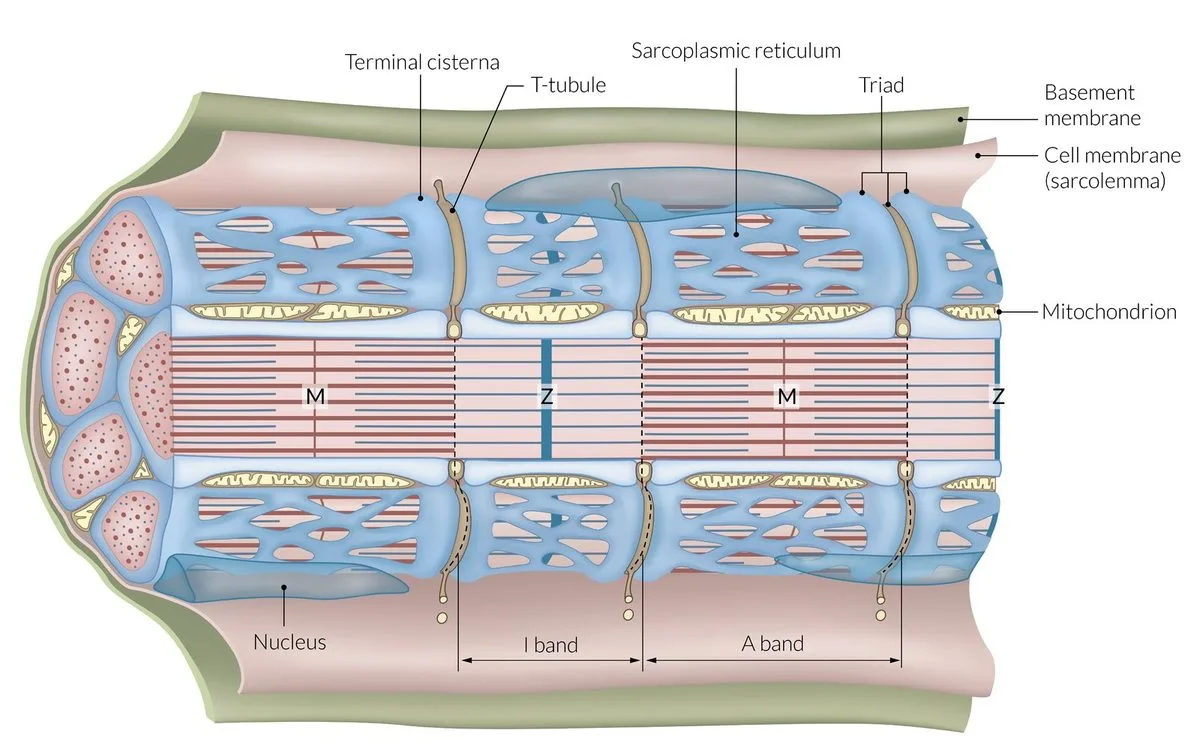 Sarcoplasmic reticulum
Terminal cisterna
T-tubule
Triad
Basement
membrane
Cell membrane
(sarcolemma)
Mitochondrion
M
Z
M
Z
Nucleus
I band
A band